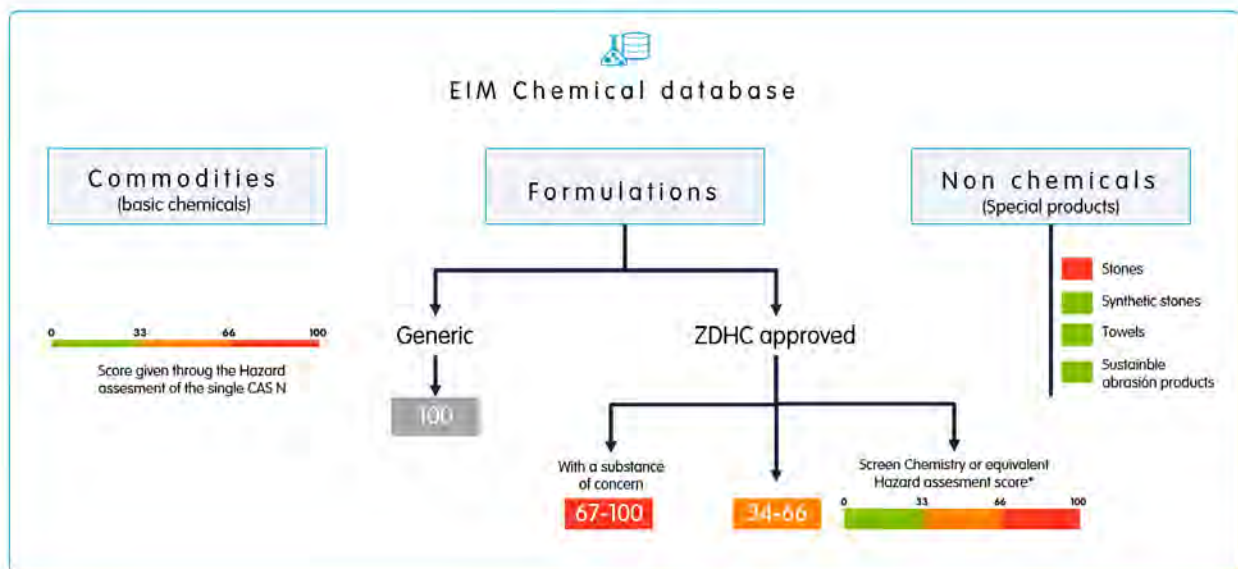 EIM Chemical database
Commodities
(basic chemicals)
0 33 66 100
Score given throug the Hazard
assesment of the single CAS N
Formulations
Generic
100
ZDHC approved
With a substance
of concern
67-100
34-66
Screen Chemistry or equivalent
Hazard assesment score*
0 33 66 100
Non chemicals
(Special products)
Stones
Synthetic stones
Towels
Sustainble
abrasión products